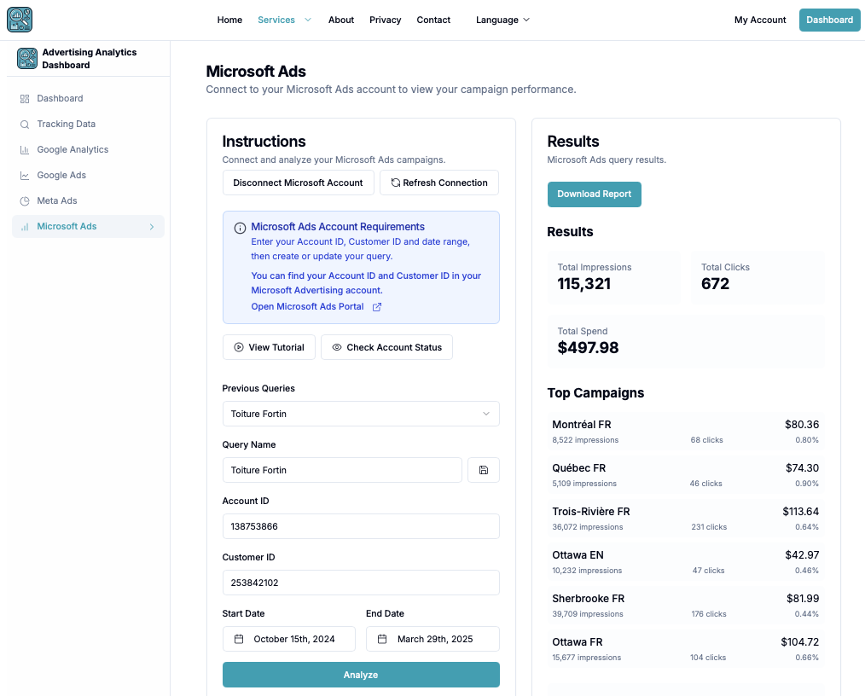 Home Services About Privacy Contact Language My Account Dashboard
Advertising Analytics
Dashboard
Dashboard
Tracking Data
Google Analytics
Google Ads
Meta Ads
Microsoft Ads
Microsoft Ads
Connect to your Microsoft Ads account to view your campaign performance.
Instructions
Connect and analyze your Microsoft Ads campaigns.
Disconnect Microsoft Account Refresh Connection
Microsoft Ads Account Requirements
Enter your Account ID, Customer ID and date range,
then create or update your query.
You can find your Account ID and Customer ID in your
Microsoft Advertising account.
Open Microsoft Ads Portal
View Tutorial Check Account Status
Previous Queries
Toiture Fortin
Query Name
Toiture Fortin
Account ID
138753866
Customer ID
253842102
Start Date End Date
October 15th, 2024 March 29th, 2025
Analyze
Results
Microsoft Ads query results.
Download Report
Results
Total Impressions Total Clicks
115,321 672
Total Spend
$497.98
Top Campaigns
Montréal FR $80.36
8,522 impressions 68 clicks 0.80%
Québec FR $74.30
5,109 impressions 46 clicks 0.90%
Trois-Rivière FR $113.64
36,072 impressions 231 clicks 0.64%
Ottawa EN $42.97
10,232 impressions 47 clicks 0.46%
Sherbrooke FR $81.99
39,709 impressions 176 clicks 0.44%
Ottawa FR $104.72
15,677 impressions 104 clicks 0.66%